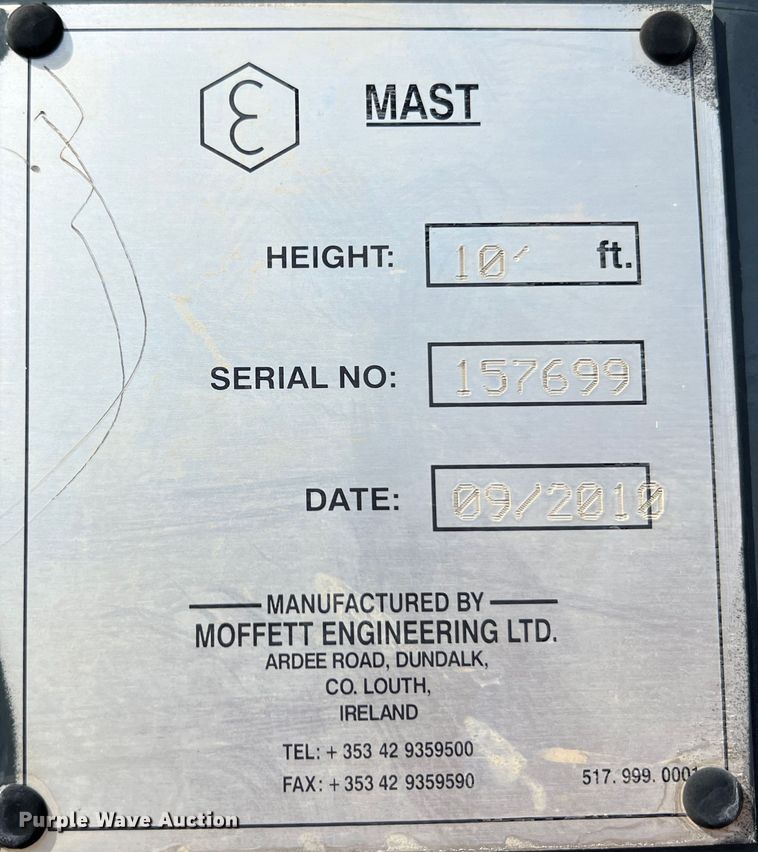 ε MAST
HEIGHT: 10' ft.
SERIAL NO: 157699
DATE: 09/2010
MANUFACTURED BY
MOFFETT ENGINEERING LTD.
ARDEE ROAD, DUNDALK,
CO. LOUTH,
IRELAND
TEL: + 353 42 9359500
FAX: + 353 42 9359590
517. 999. 0001
Purple Wave Auction